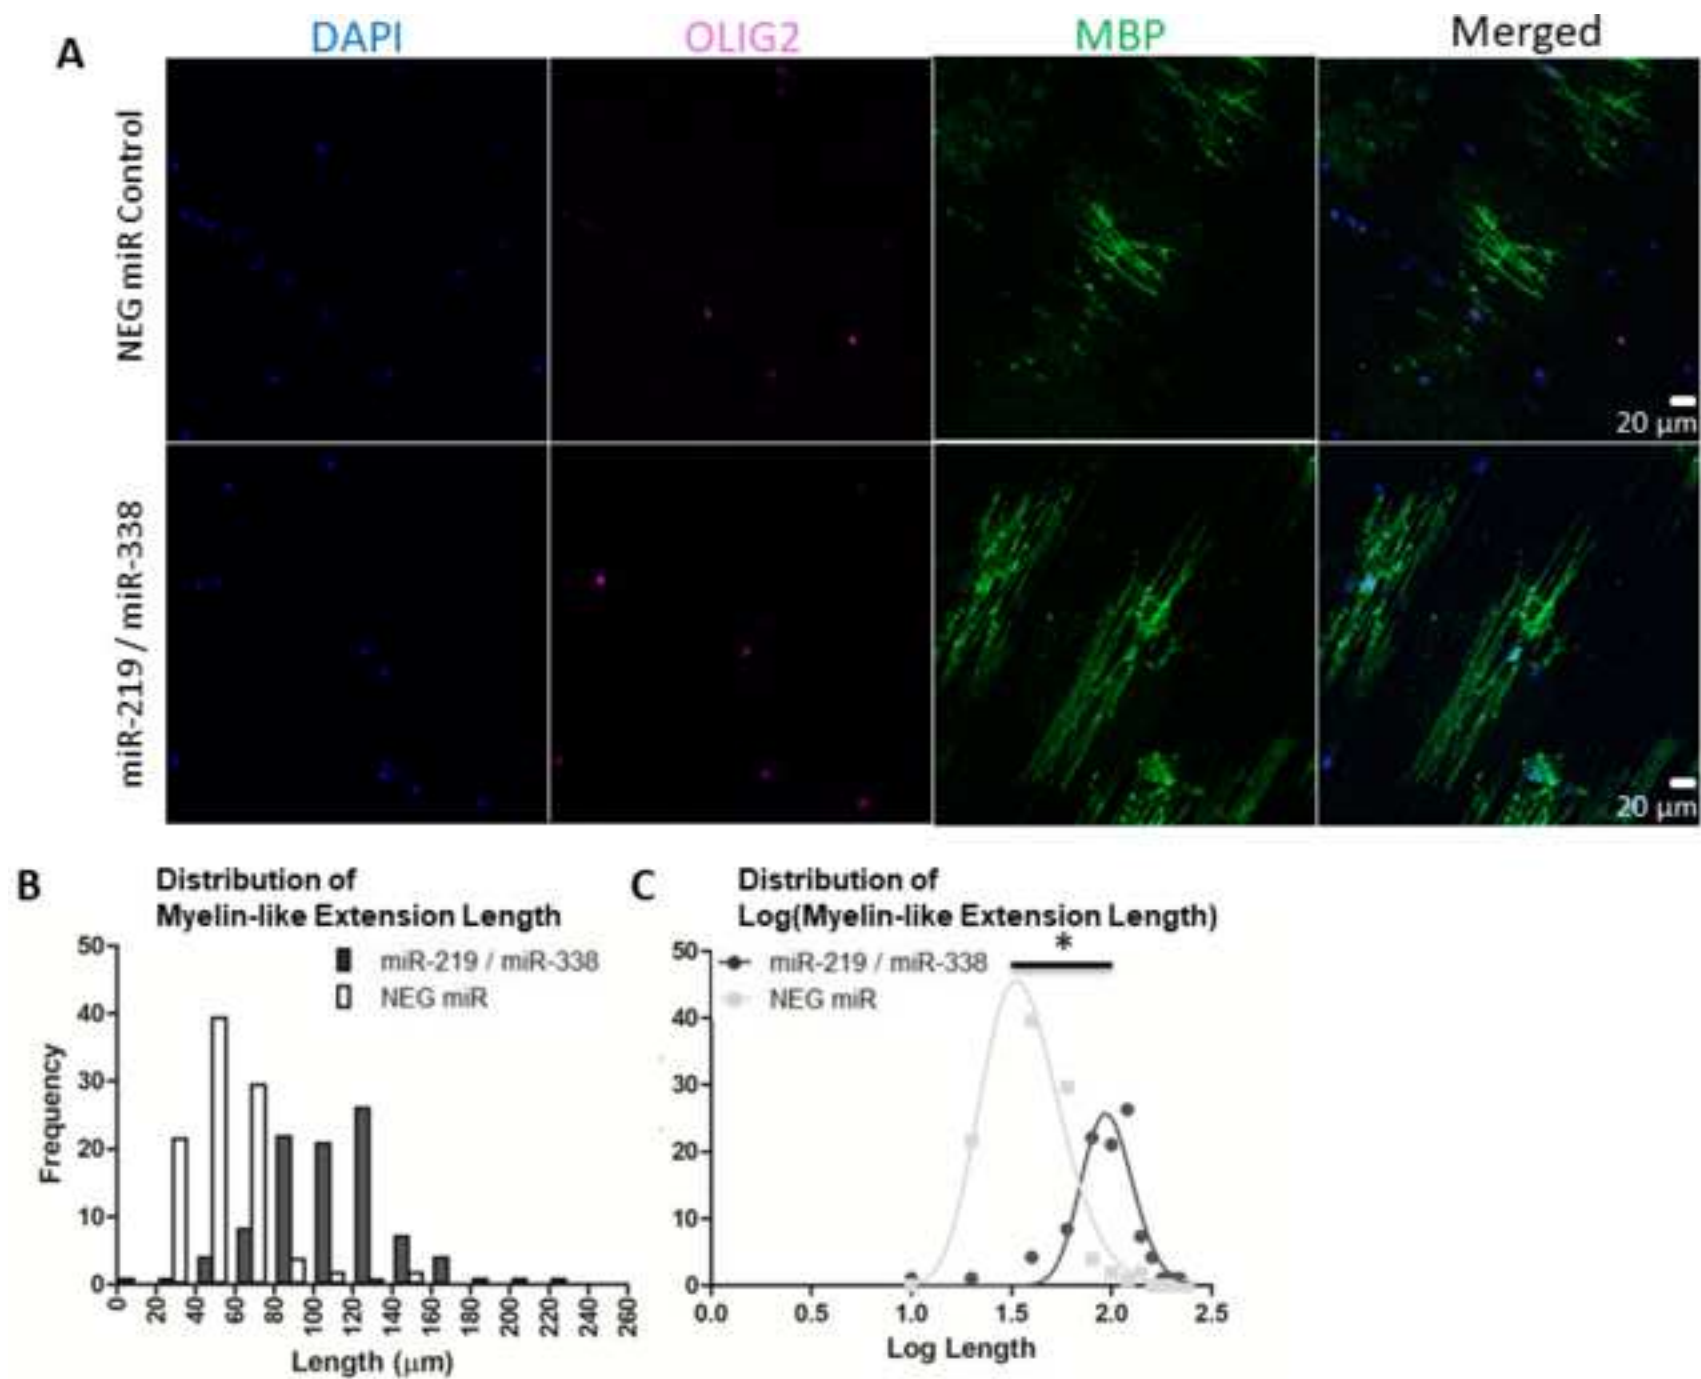 A
DAPI
OLIG2
MBP
Merged
NEG miR Control
20 μm
miR-219 / miR-338
20 μm
B
Distribution of
Myelin-like Extension Length
miR-219 / miR-338
NEG miR
Frequency
50
40
30
20
10
0
0 20 40 60 80 100 120 140 160 180 200 220 240 260
Length (μm)
C
Distribution of
Log(Myelin-like Extension Length)
*
miR-219 / miR-338
NEG miR
50
40
30
20
10
0
0.0 0.5 1.0 1.5 2.0 2.5
Log Length